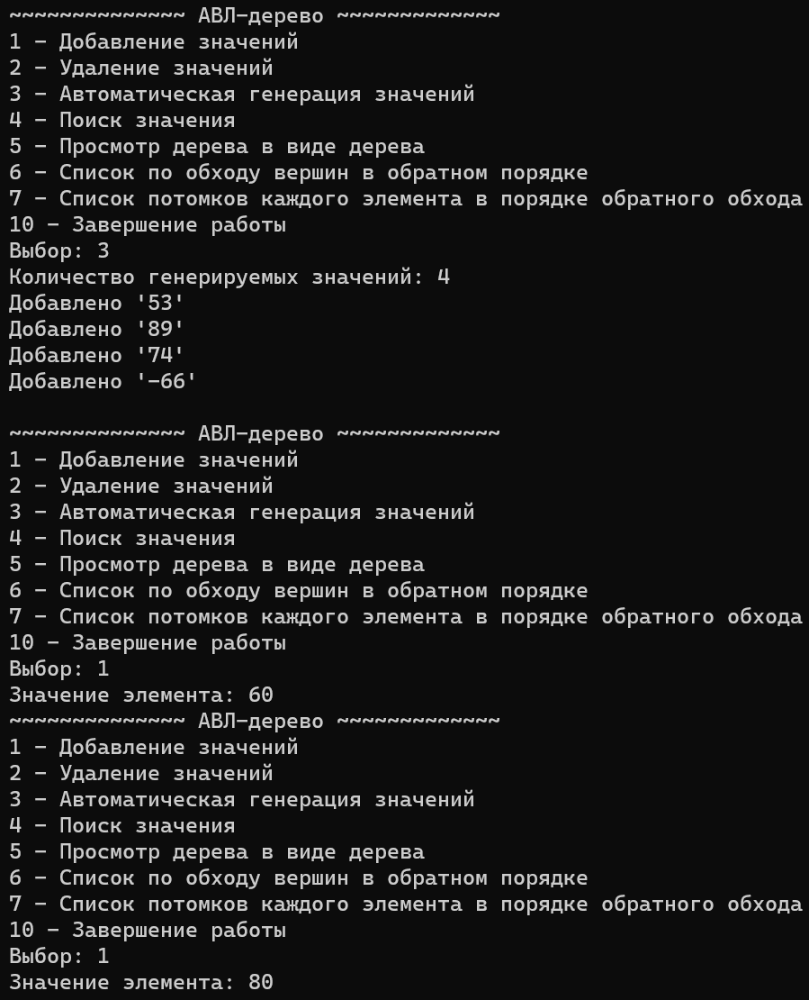 ~~~~~~~~~~~~~~ АВЛ-дерево ~~~~~~~~~~~~~
1 - Добавление значений
2 - Удаление значений
3 - Автоматическая генерация значений
4 - Поиск значения
5 - Просмотр дерева в виде дерева
6 - Список по обходу вершин в обратном порядке
7 - Список потомков каждого элемента в порядке обратного обхода
10 - Завершение работы
Выбор: 3
Количество генерируемых значений: 4
Добавлено '53'
Добавлено '89'
Добавлено '74'
Добавлено '-66'

~~~~~~~~~~~~~~ АВЛ-дерево ~~~~~~~~~~~~~
1 - Добавление значений
2 - Удаление значений
3 - Автоматическая генерация значений
4 - Поиск значения
5 - Просмотр дерева в виде дерева
6 - Список по обходу вершин в обратном порядке
7 - Список потомков каждого элемента в порядке обратного обхода
10 - Завершение работы
Выбор: 1
Значение элемента: 60
~~~~~~~~~~~~~~ АВЛ-дерево ~~~~~~~~~~~~~
1 - Добавление значений
2 - Удаление значений
3 - Автоматическая генерация значений
4 - Поиск значения
5 - Просмотр дерева в виде дерева
6 - Список по обходу вершин в обратном порядке
7 - Список потомков каждого элемента в порядке обратного обхода
10 - Завершение работы
Выбор: 1
Значение элемента: 80